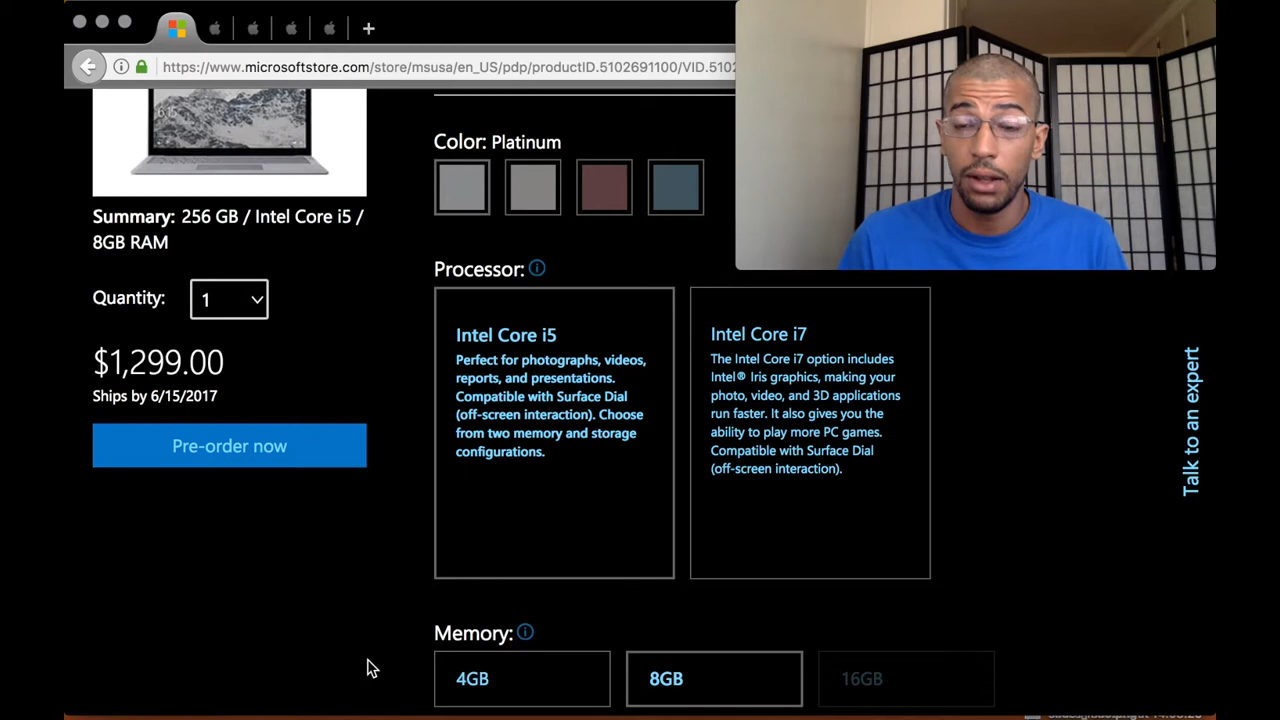 https://www.microsoftstore.com/store/msusa/en_US/pdp/productID.5102691100/VID.5102
6:15
Summary: 256 GB / Intel Core i5 /
8GB RAM
Quantity:
1
$1,299.00
Ships by 6/15/2017
Pre-order now
Color: Platinum
Processor:
Intel Core i5
Perfect for photographs, videos,
reports, and presentations.
Compatible with Surface Dial
(off-screen interaction). Choose
from two memory and storage
configurations.
Intel Core i7
The Intel Core i7 option includes
Intel® Iris graphics, making your
photo, video, and 3D applications
run faster. It also gives you the
ability to play more PC games.
Compatible with Surface Dial
(off-screen interaction).
Memory:
4GB
8GB
16GB
Talk to an expert